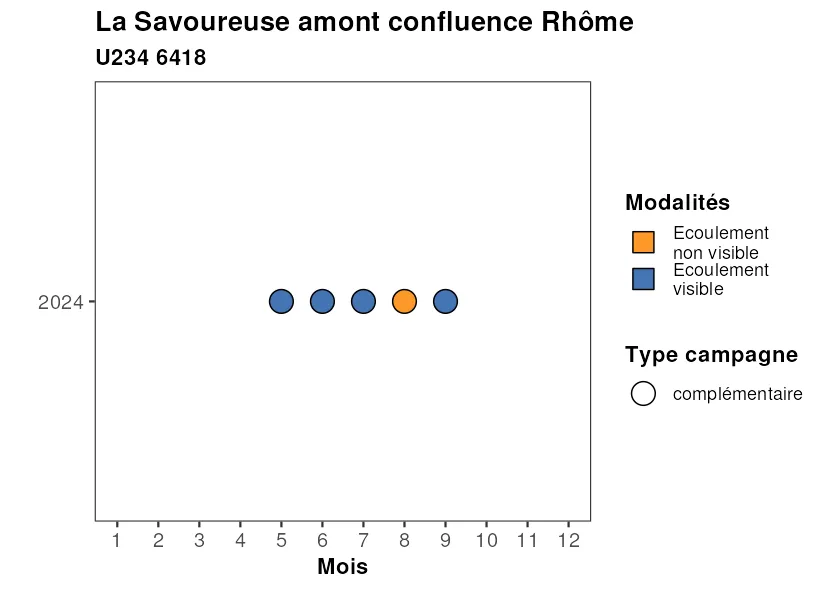 La Savoureuse amont confluence Rhôme
U234 6418
Modalités
Ecoulement
non visible
Ecoulement
visible
2024
Type campagne
complémentaire
1 2 3 4 5 6 7 8 9 10 11 12
Mois